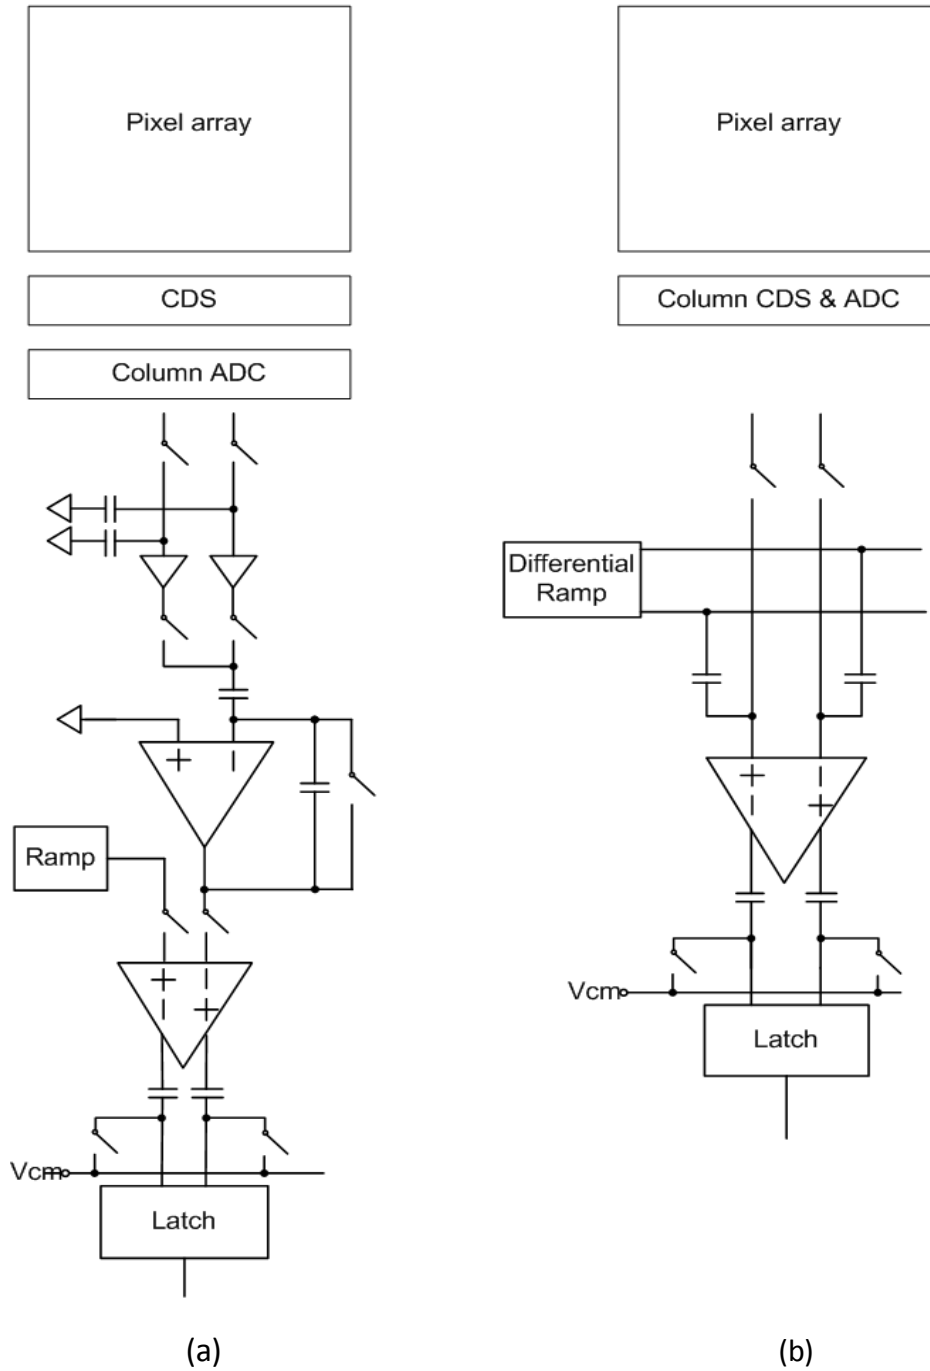 Pixel array
CDS
Column ADC
Ramp
+
−
−
+
Vcm
Latch
(a)
Pixel array
Column CDS & ADC
Differential
Ramp
+
−
−
+
Vcm
Latch
(b)